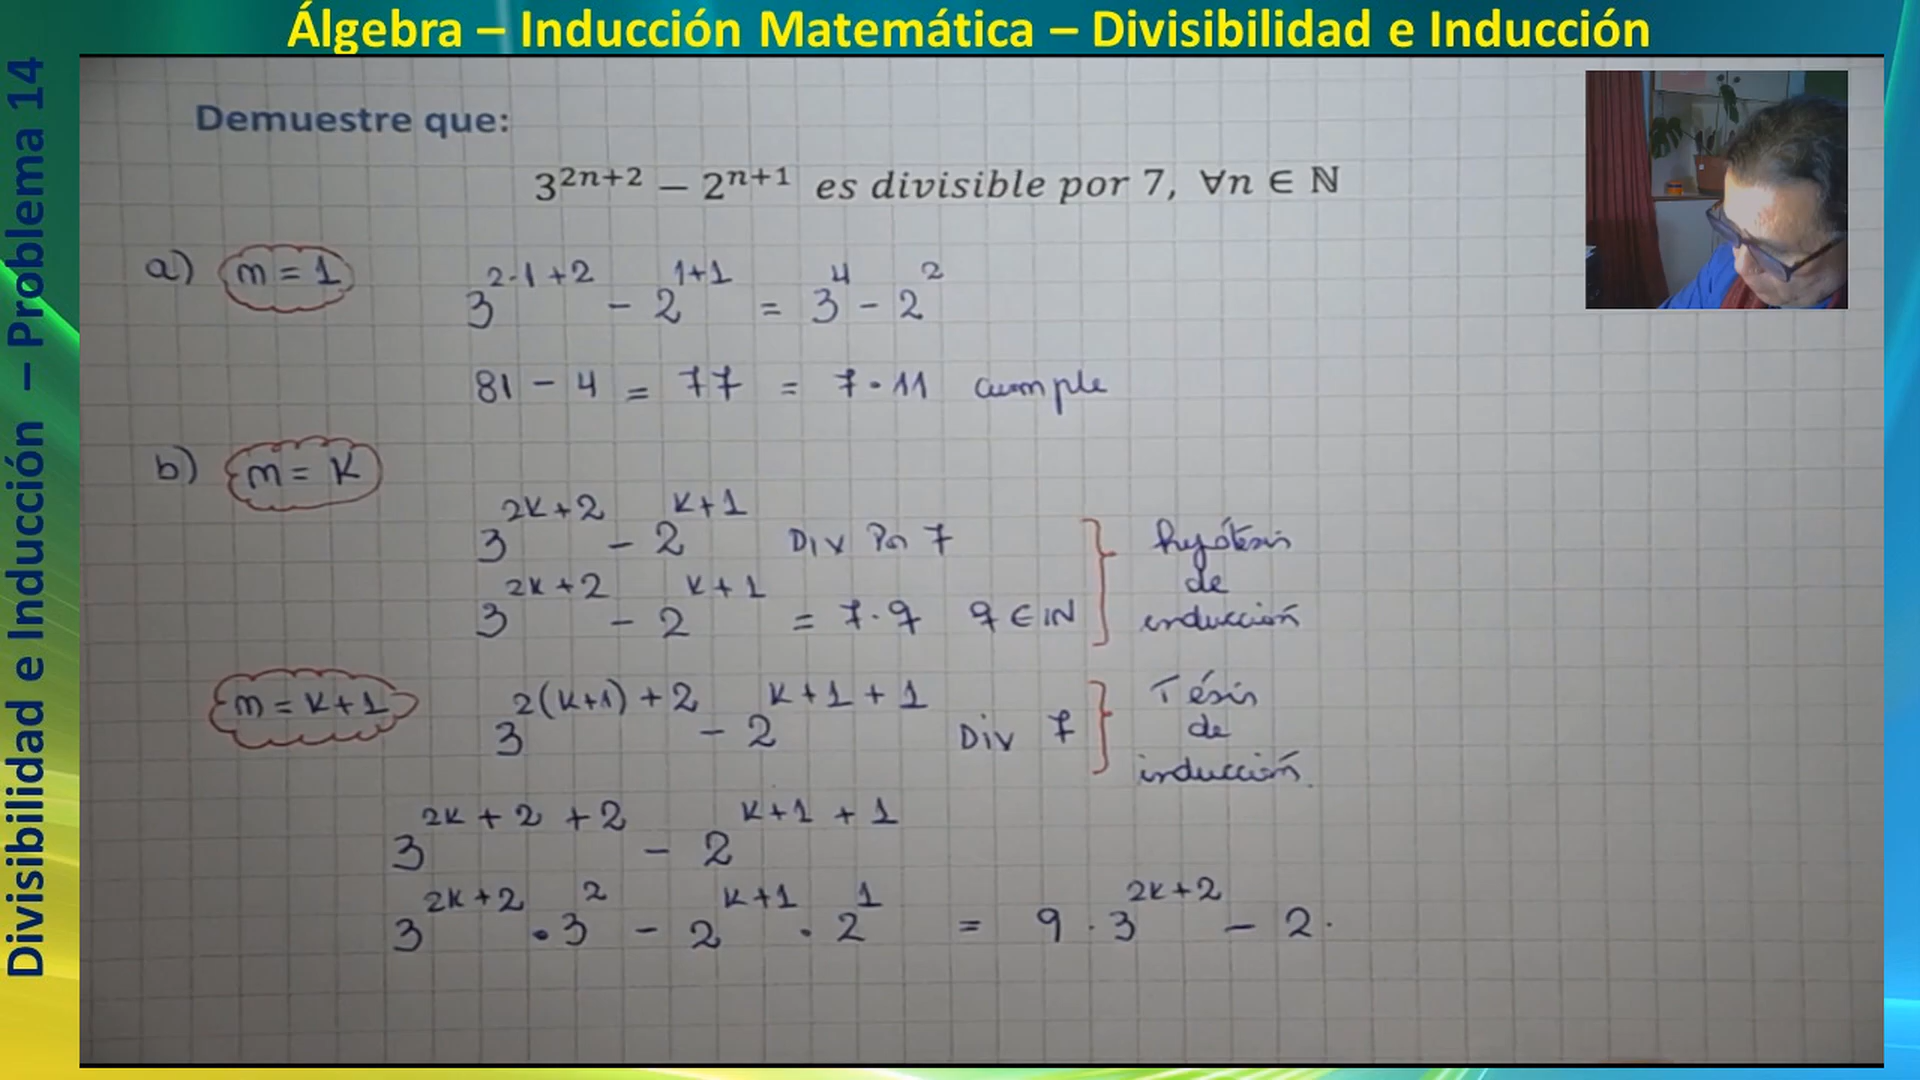 Álgebra – Inducción Matemática – Divisibilidad e Inducción
Divisibilidad e Inducción – Problema 14
Demuestre que:
3^{2n+2} − 2^{n+1} es divisible por 7, ∀n ∈ ℕ
a) n = 1 3^{2·1+2} − 2^{1+1} = 3^4 − 2^2
81 − 4 = 77 = 7·11 cumple
b) n = K
3^{2K+2} − 2^{K+1} Div Por 7
3^{2K+2} − 2^{K+1} = 7·q q ∈ ℕ
hipótesis
de
inducción
n = K+1 3^{2(K+1)+2} − 2^{K+1+1} Div 7
Tésis
de
inducción.
3^{2K+2+2} − 2^{K+1+1}
3^{2K+2} · 3^2 − 2^{K+1} · 2^1 = 9 · 3^{2K+2} − 2·